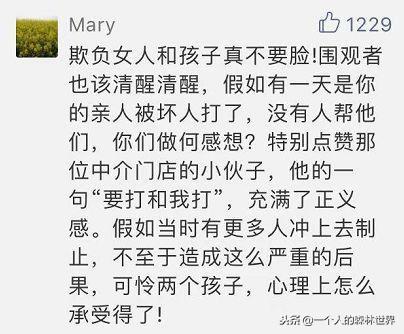 Mary 1229
欺负女人和孩子真不要脸!围观者
也该清醒清醒，假如有一天是你
的亲人被坏人打了，没有人帮他
们，你们做何感想？特别点赞那
位中介门店的小伙子，他的一
句“要打和我打”，充满了正义
感。假如当时有更多人冲上去制
止，不至于造成这么严重的后
果，可怜两个孩子，心理上怎么
承受得了!
头条@一个人的森林世界